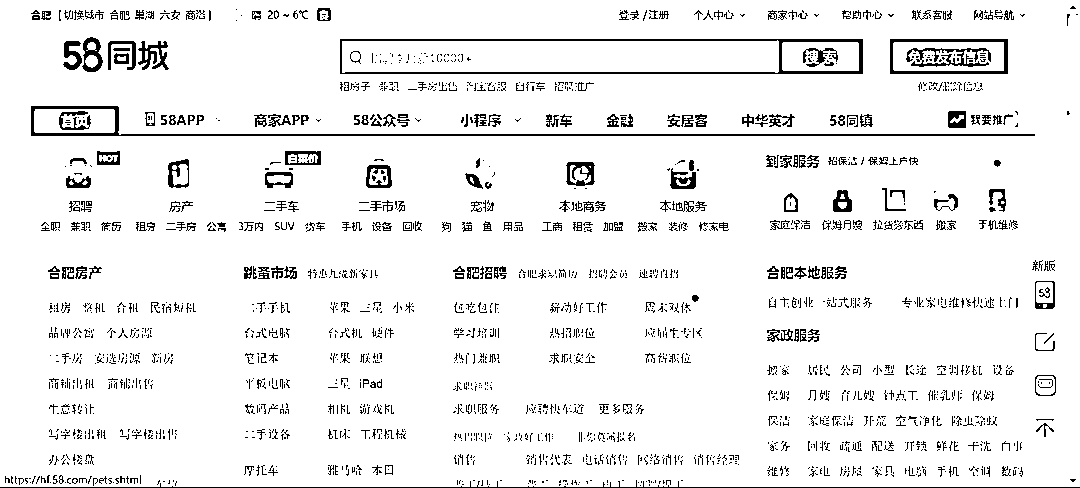 合肥 [切换城市 合肥 巢湖 六安 商洛] 阴 20 ~ 6℃ 登录 / 注册 个人中心 商家中心 帮助中心 联系客服 网站导航
58同城
10000+ 搜索 免费发布信息
租房子 兼职 二手房出售 淘宝客服 自行车 招聘推广 修改/删除信息
首页 58APP 商家APP 58公众号 小程序 新车 金融 安居客 中华英才 58同镇 我要推广
HOT 白菜价
到家服务 招保洁 / 保姆上户快
招聘 房产 二手车 二手市场 宠物 本地商务 本地服务
全职 兼职 简历 租房 二手房 公寓 3万内 SUV 货车 手机 设备 回收 狗 猫 鱼 用品 工商 租赁 加盟 搬家 装修 修家电
家庭保洁 保姆月嫂 拉货搬东西 搬家 手机维修
合肥房产 跳蚤市场 特惠九成新家具 合肥招聘 合肥求职简历 招聘会员 速聘直招 合肥本地服务
新版
58
租房 整租 合租 民宿短租 二手手机 苹果 三星 小米 包吃包住 薪动好工作 周末双休 自主创业一站式服务 专业家电维修快速上门
品牌公寓 个人房源 台式电脑 台式机 硬件 学习培训 热招职位 应届生专区 家政服务
二手房 安选房源 新房 笔记本 苹果 联想 热门兼职 求职安全 高薪职位
商铺出租 商铺出售 平板电脑 三星 iPad 搬家 居民 公司 小型 长途 空调移机 设备
生意转让 数码产品 相机 游戏机 求职服务 应聘快车道 更多服务 保姆 月嫂 育儿嫂 钟点工 催乳师 保姆
写字楼出租 写字楼出售 二手设备 机床 工程机械 保洁 家庭保洁 开荒 空气净化 除虫除蚁
办公楼盘 销售 销售代表 电话销售 网络销售 销售经理 家务 回收 疏通 配送 开锁 鲜花 干洗 白事
摩托车 雅马哈 本田 维修 家电 房屋 家具 电脑 手机 空调 数码
https://hf.58.com/pets.shtml